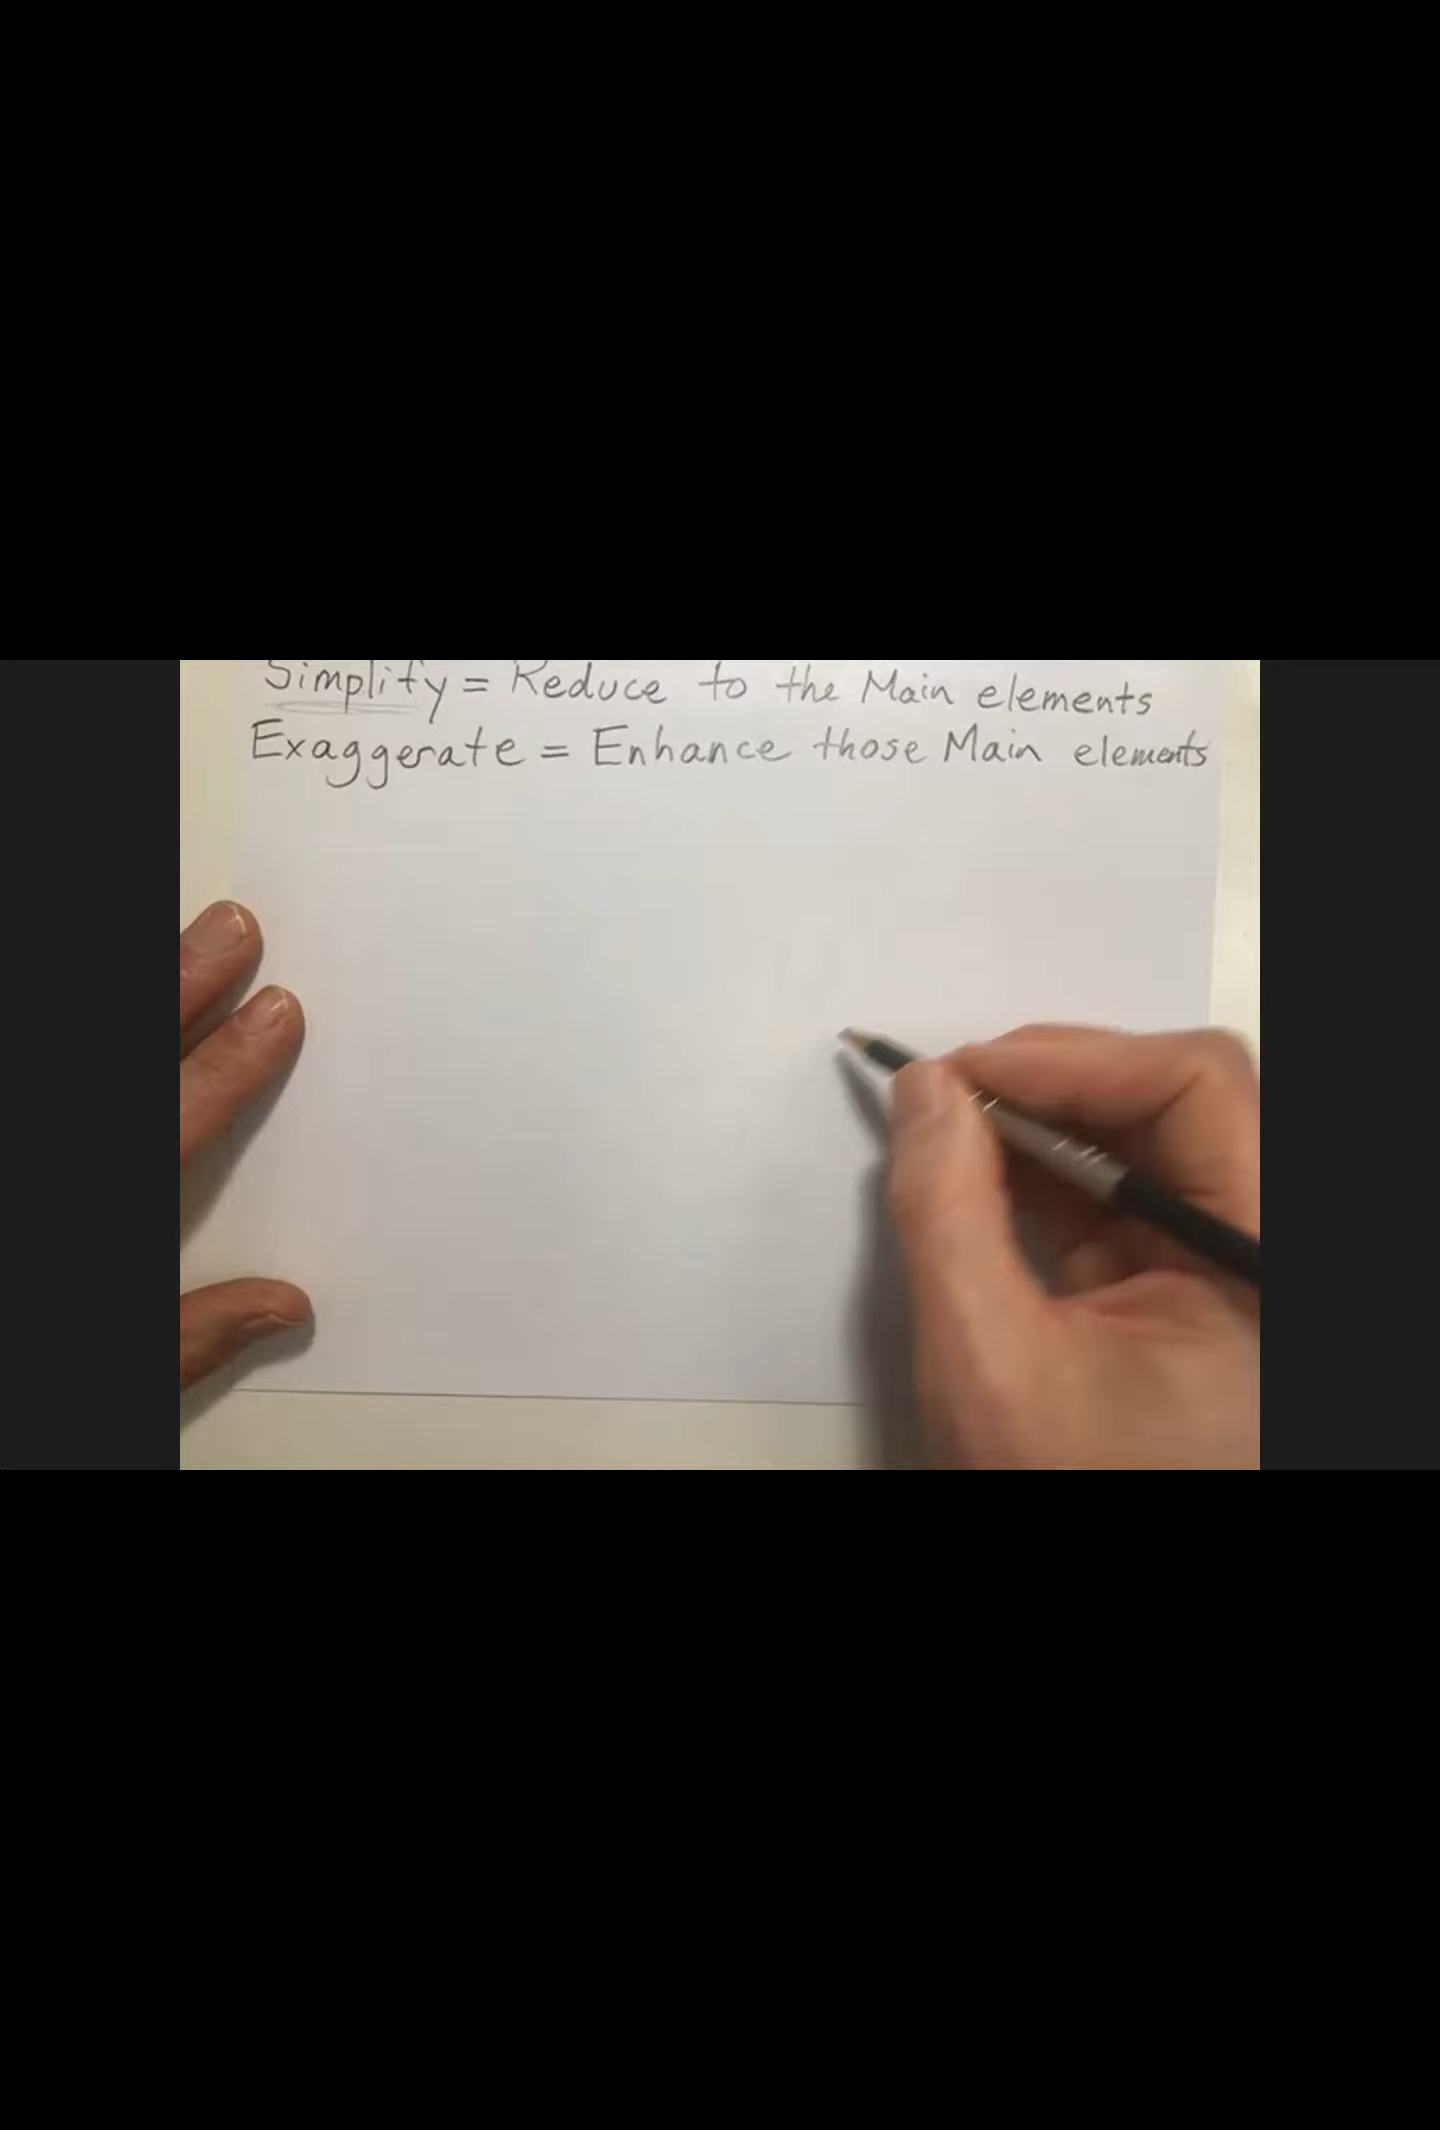 Simplify = Reduce to the Main elements
Exaggerate = Enhance those Main elements